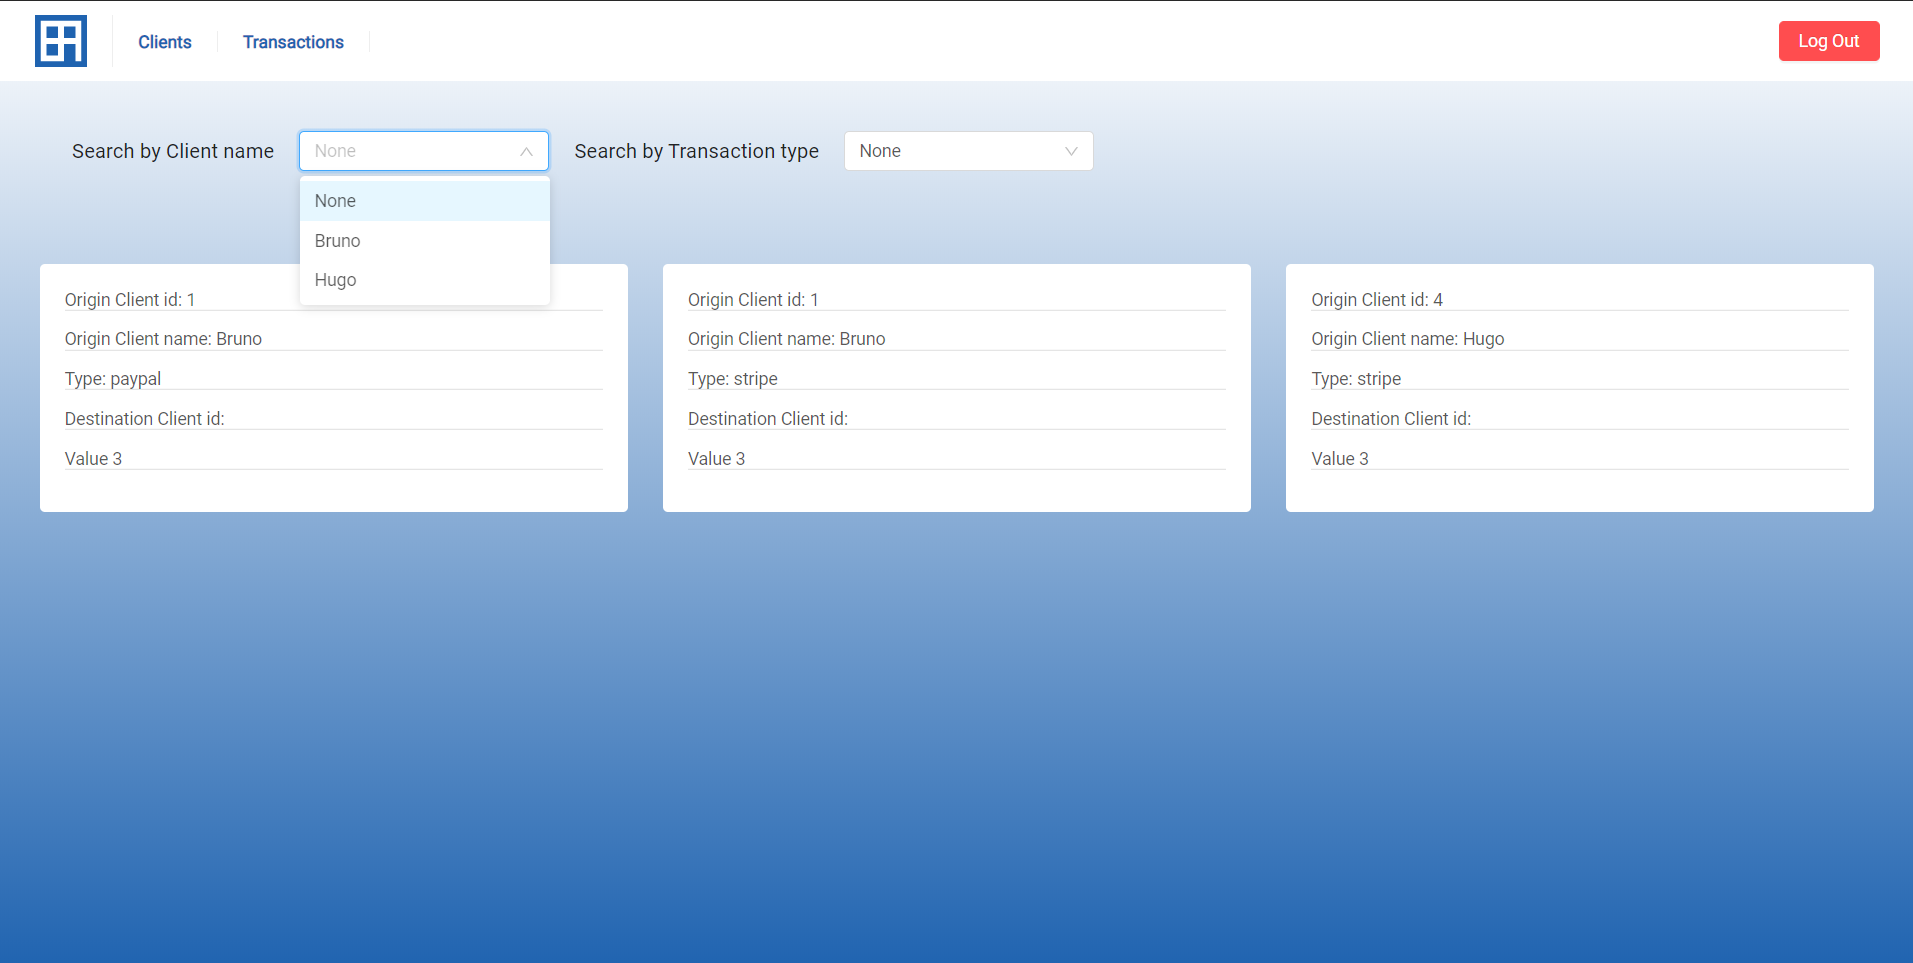 Clients
Transactions
Log Out
Search by Client name
None
Search by Transaction type
None
None
Bruno
Hugo
Origin Client id: 1
Origin Client name: Bruno
Type: paypal
Destination Client id:
Value 3
Origin Client id: 1
Origin Client name: Bruno
Type: stripe
Destination Client id:
Value 3
Origin Client id: 4
Origin Client name: Hugo
Type: stripe
Destination Client id:
Value 3